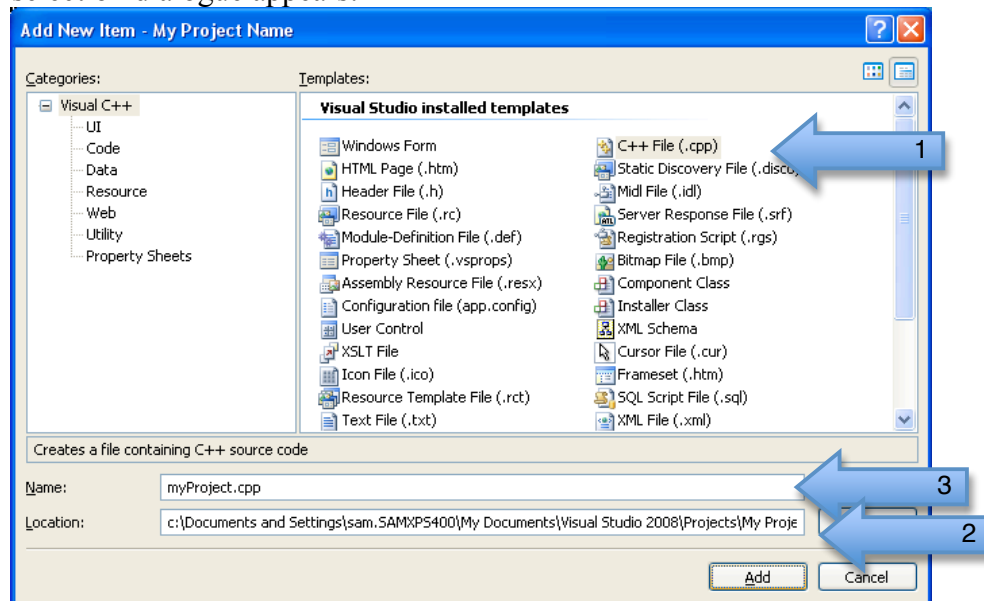 Add New Item - My Project Name
Categories:
Templates:
Visual C++
UI
Code
Data
Resource
Web
Utility
Property Sheets
Visual Studio installed templates
Windows Form
C++ File (.cpp)
1
HTML Page (.htm)
Static Discovery File (.disco)
Header File (.h)
Midl File (.idl)
Resource File (.rc)
Server Response File (.srf)
Module-Definition File (.def)
Registration Script (.rgs)
Property Sheet (.vsprops)
Bitmap File (.bmp)
Assembly Resource File (.resx)
Component Class
Configuration file (app.config)
Installer Class
User Control
XML Schema
XSLT File
Cursor File (.cur)
Icon File (.ico)
Frameset (.htm)
Resource Template File (.rct)
SQL Script File (.sql)
Text File (.txt)
XML File (.xml)
Creates a file containing C++ source code
Name:
myProject.cpp
3
Location:
c:\Documents and Settings\sam.SAMXPS400\My Documents\Visual Studio 2008\Projects\My Proje
2
Add
Cancel